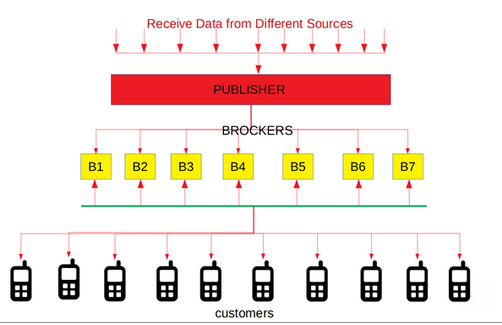 Receive Data from Different Sources
PUBLISHER
BROCKERS
B1 B2 B3 B4 B5 B6 B7
customers